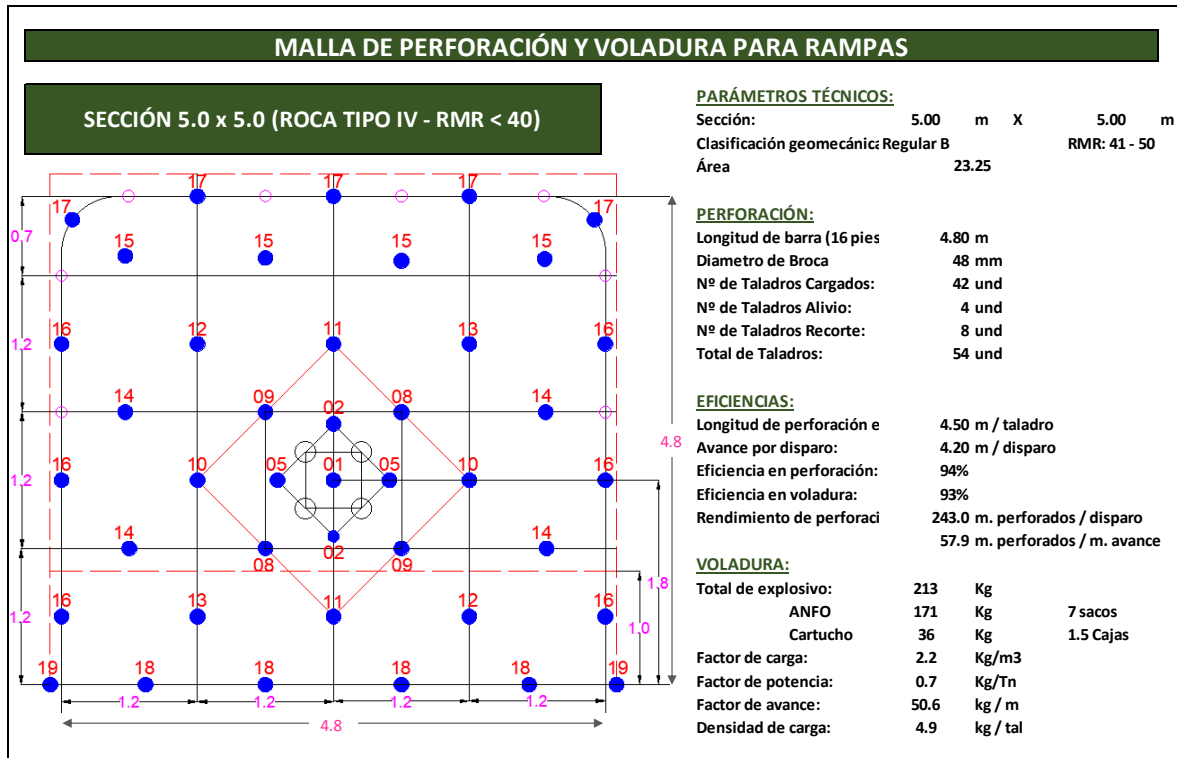 MALLA DE PERFORACIÓN Y VOLADURA PARA RAMPAS
SECCIÓN 5.0 x 5.0 (ROCA TIPO IV - RMR < 40)
17 17 17
17 17
0.7
15 15 15 15
16 12 11 13 16
1.2
14 09 08 14
02
4.8
05 01 05
16 10 10 16
1.2
14 02 14
08 09
1.8
16 13 11 12 16
1.2
1.0
19 18 18 18 18 19
1.2 1.2 1.2 1.2
4.8
PARÁMETROS TÉCNICOS:
Sección: 5.00 m X 5.00 m
Clasificación geomecánica Regular B RMR: 41 - 50
Área 23.25
PERFORACIÓN:
Longitud de barra (16 pies 4.80 m
Diametro de Broca 48 mm
Nº de Taladros Cargados: 42 und
Nº de Taladros Alivio: 4 und
Nº de Taladros Recorte: 8 und
Total de Taladros: 54 und
EFICIENCIAS:
Longitud de perforación e 4.50 m / taladro
Avance por disparo: 4.20 m / disparo
Eficiencia en perforación: 94%
Eficiencia en voladura: 93%
Rendimiento de perforaci 243.0 m. perforados / disparo
57.9 m. perforados / m. avance
VOLADURA:
Total de explosivo: 213 Kg
ANFO 171 Kg 7 sacos
Cartucho 36 Kg 1.5 Cajas
Factor de carga: 2.2 Kg/m3
Factor de potencia: 0.7 Kg/Tn
Factor de avance: 50.6 kg / m
Densidad de carga: 4.9 kg / tal